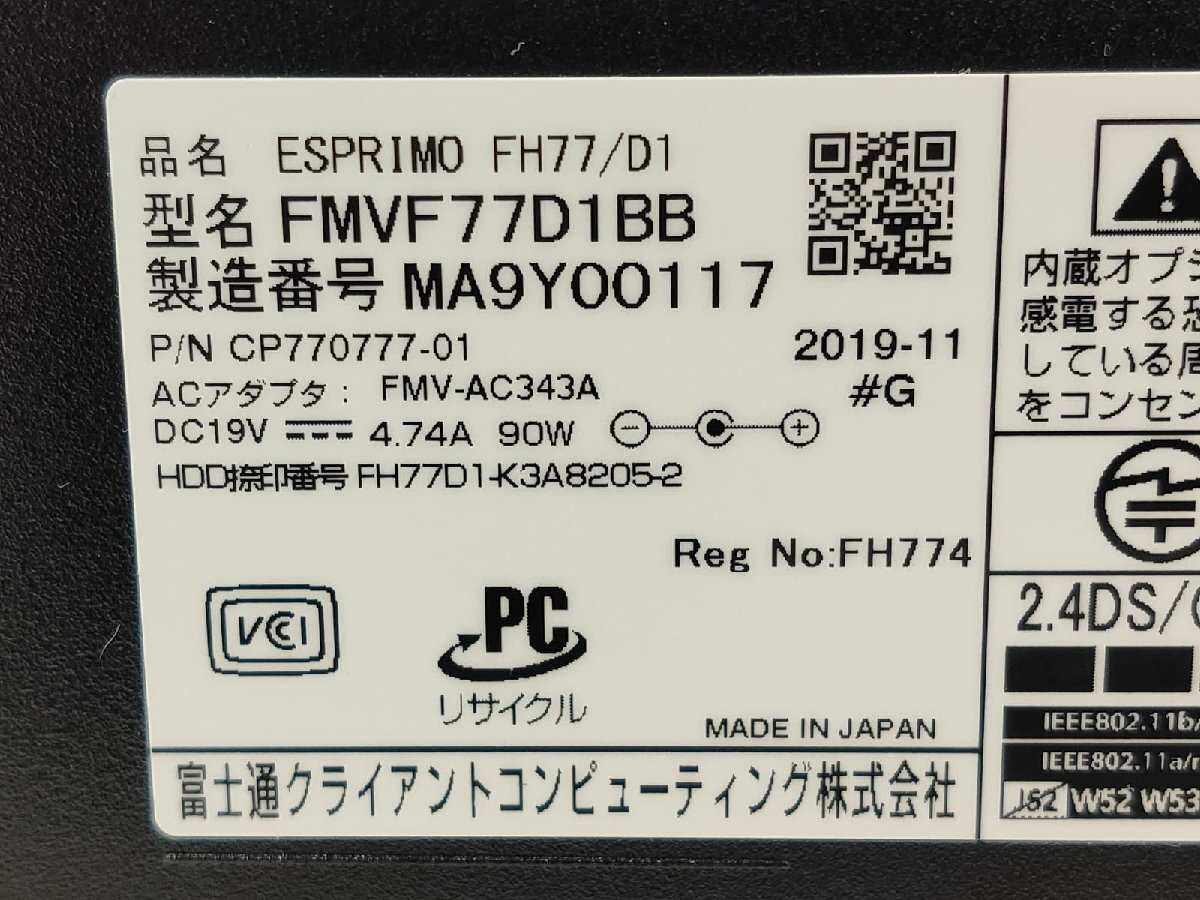 品名 ESPRIMO FH77/D1
型名 FMVF77D1BB
製造番号 MA9Y00117
P/N CP770777-01
2019-11
ACアダプタ： FMV-AC343A
#G
DC19V 4.74A 90W
HDD捺印番号 FH77D1-K3A8205-2
Reg No:FH774
VCI
PC
リサイクル
MADE IN JAPAN
富士通クライアントコンピューティング株式会社
内蔵オプシ
感電する恐
している周
をコンセン
2.4DS/
IEEE802.11b/
IEEE802.11a/n
J52 W52 W53